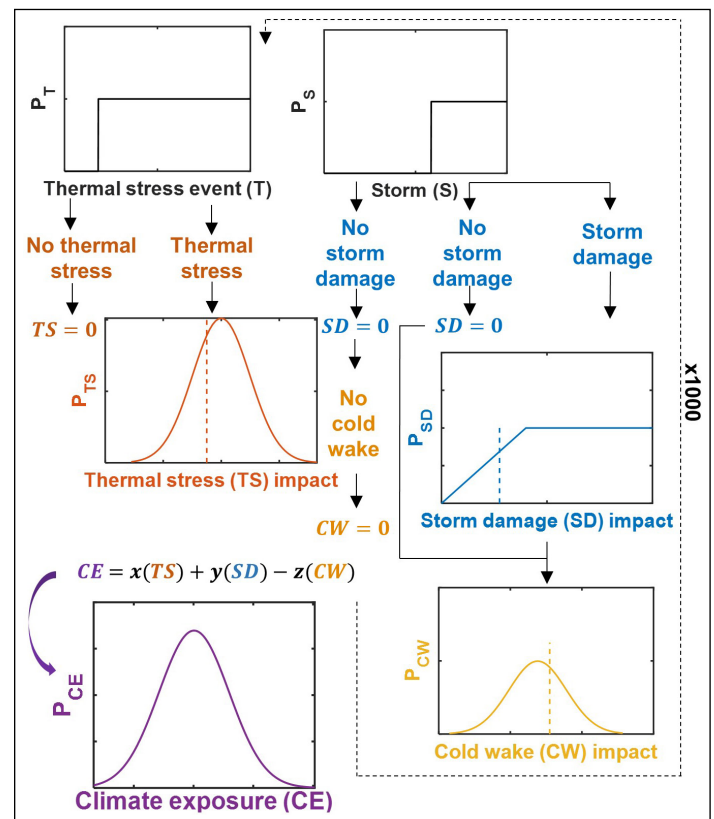 P_T
Thermal stress event (T)
P_S
Storm (S)
No thermal
stress
Thermal
stress
No
storm
damage
No
storm
damage
Storm
damage
TS = 0
SD = 0
SD = 0
P_TS
Thermal stress (TS) impact
No
cold
wake
CW = 0
P_SD
Storm damage (SD) impact
x1000
CE = x(TS) + y(SD) − z(CW)
P_CE
Climate exposure (CE)
P_CW
Cold wake (CW) impact